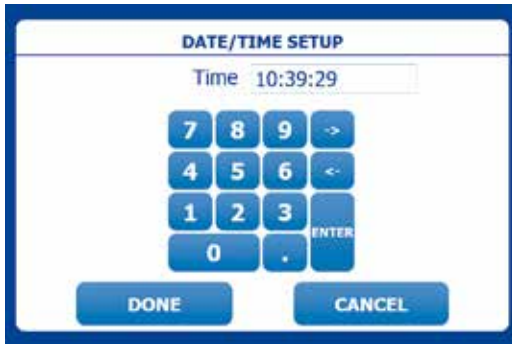 DATE/TIME SETUP
Time 10:39:29
7 8 9 ->
4 5 6 <-
1 2 3 ENTER
0 .
DONE CANCEL